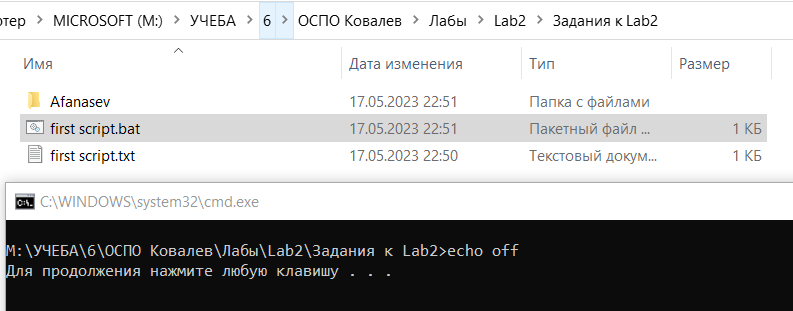 ютер > MICROSOFT (M:) > УЧЕБА > 6 > ОСПО Ковалев > Лабы > Lab2 > Задания к Lab2
Имя Дата изменения Тип Размер
Afanasev 17.05.2023 22:51 Папка с файлами
first script.bat 17.05.2023 22:51 Пакетный файл ... 1 КБ
first script.txt 17.05.2023 22:50 Текстовый докум... 1 КБ
C:\WINDOWS\system32\cmd.exe
M:\УЧЕБА\6\ОСПО Ковалев\Лабы\Lab2\Задания к Lab2>echo off
Для продолжения нажмите любую клавишу . . .